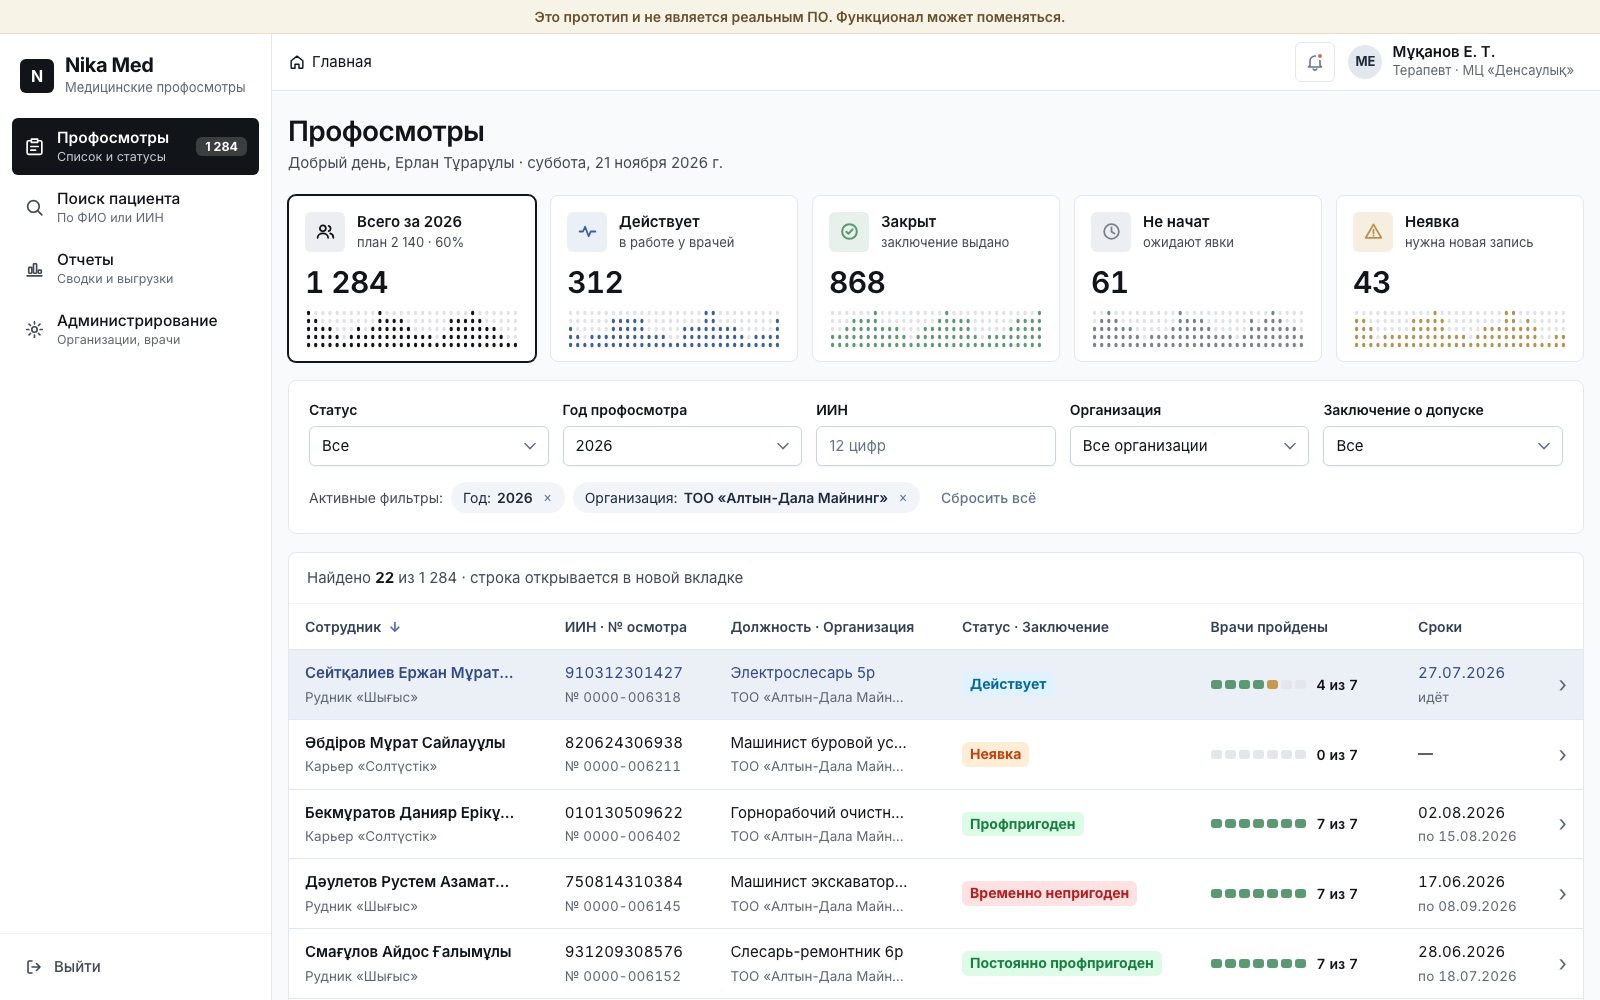 Это прототип и не является реальным ПО. Функционал может поменяться.
N
Nika Med
Медицинские профосмотры
Профосмотры
Список и статусы
1 284
Поиск пациента
По ФИО или ИИН
Отчеты
Сводки и выгрузки
Администрирование
Организации, врачи
Выйти
Главная
МЕ
Мұқанов Е. Т.
Терапевт · МЦ «Денсаулық»
Профосмотры
Добрый день, Ерлан Тұрарұлы · суббота, 21 ноября 2026 г.
Всего за 2026
план 2 140 · 60%
1 284
Действует
в работе у врачей
312
Закрыт
заключение выдано
868
Не начат
ожидают явки
61
Неявка
нужна новая запись
43
Статус
Все
Год профосмотра
2026
ИИН
12 цифр
Организация
Все организации
Заключение о допуске
Все
Активные фильтры: Год: 2026 × Организация: ТОО «Алтын-Дала Майнинг» × Сбросить всё
Найдено 22 из 1 284 · строка открывается в новой вкладке
Сотрудник ↓ ИИН · № осмотра Должность · Организация Статус · Заключение Врачи пройдены Сроки
Сейтқалиев Ержан Мұрат… 910312301427 Электрослесарь 5р Действует 4 из 7 27.07.2026
Рудник «Шығыс» № 0000-006318 ТОО «Алтын-Дала Майн… идёт
Әбдіров Мұрат Сайлауұлы 820624306938 Машинист буровой ус… Неявка 0 из 7 —
Карьер «Солтүстік» № 0000-006211 ТОО «Алтын-Дала Майн…
Бекмұратов Данияр Ерікұ… 010130509622 Горнорабочий очистн… Профпригоден 7 из 7 02.08.2026
Карьер «Солтүстік» № 0000-006402 ТОО «Алтын-Дала Майн… по 15.08.2026
Дәулетов Рустем Азамат… 750814310384 Машинист экскаватор… Временно непригоден 7 из 7 17.06.2026
Рудник «Шығыс» № 0000-006145 ТОО «Алтын-Дала Майн… по 08.09.2026
Смағұлов Айдос Ғалымұлы 931209308576 Слесарь-ремонтник 6р Постоянно профпригоден 7 из 7 28.06.2026
Рудник «Шығыс» № 0000-006152 ТОО «Алтын-Дала Майн… по 18.07.2026